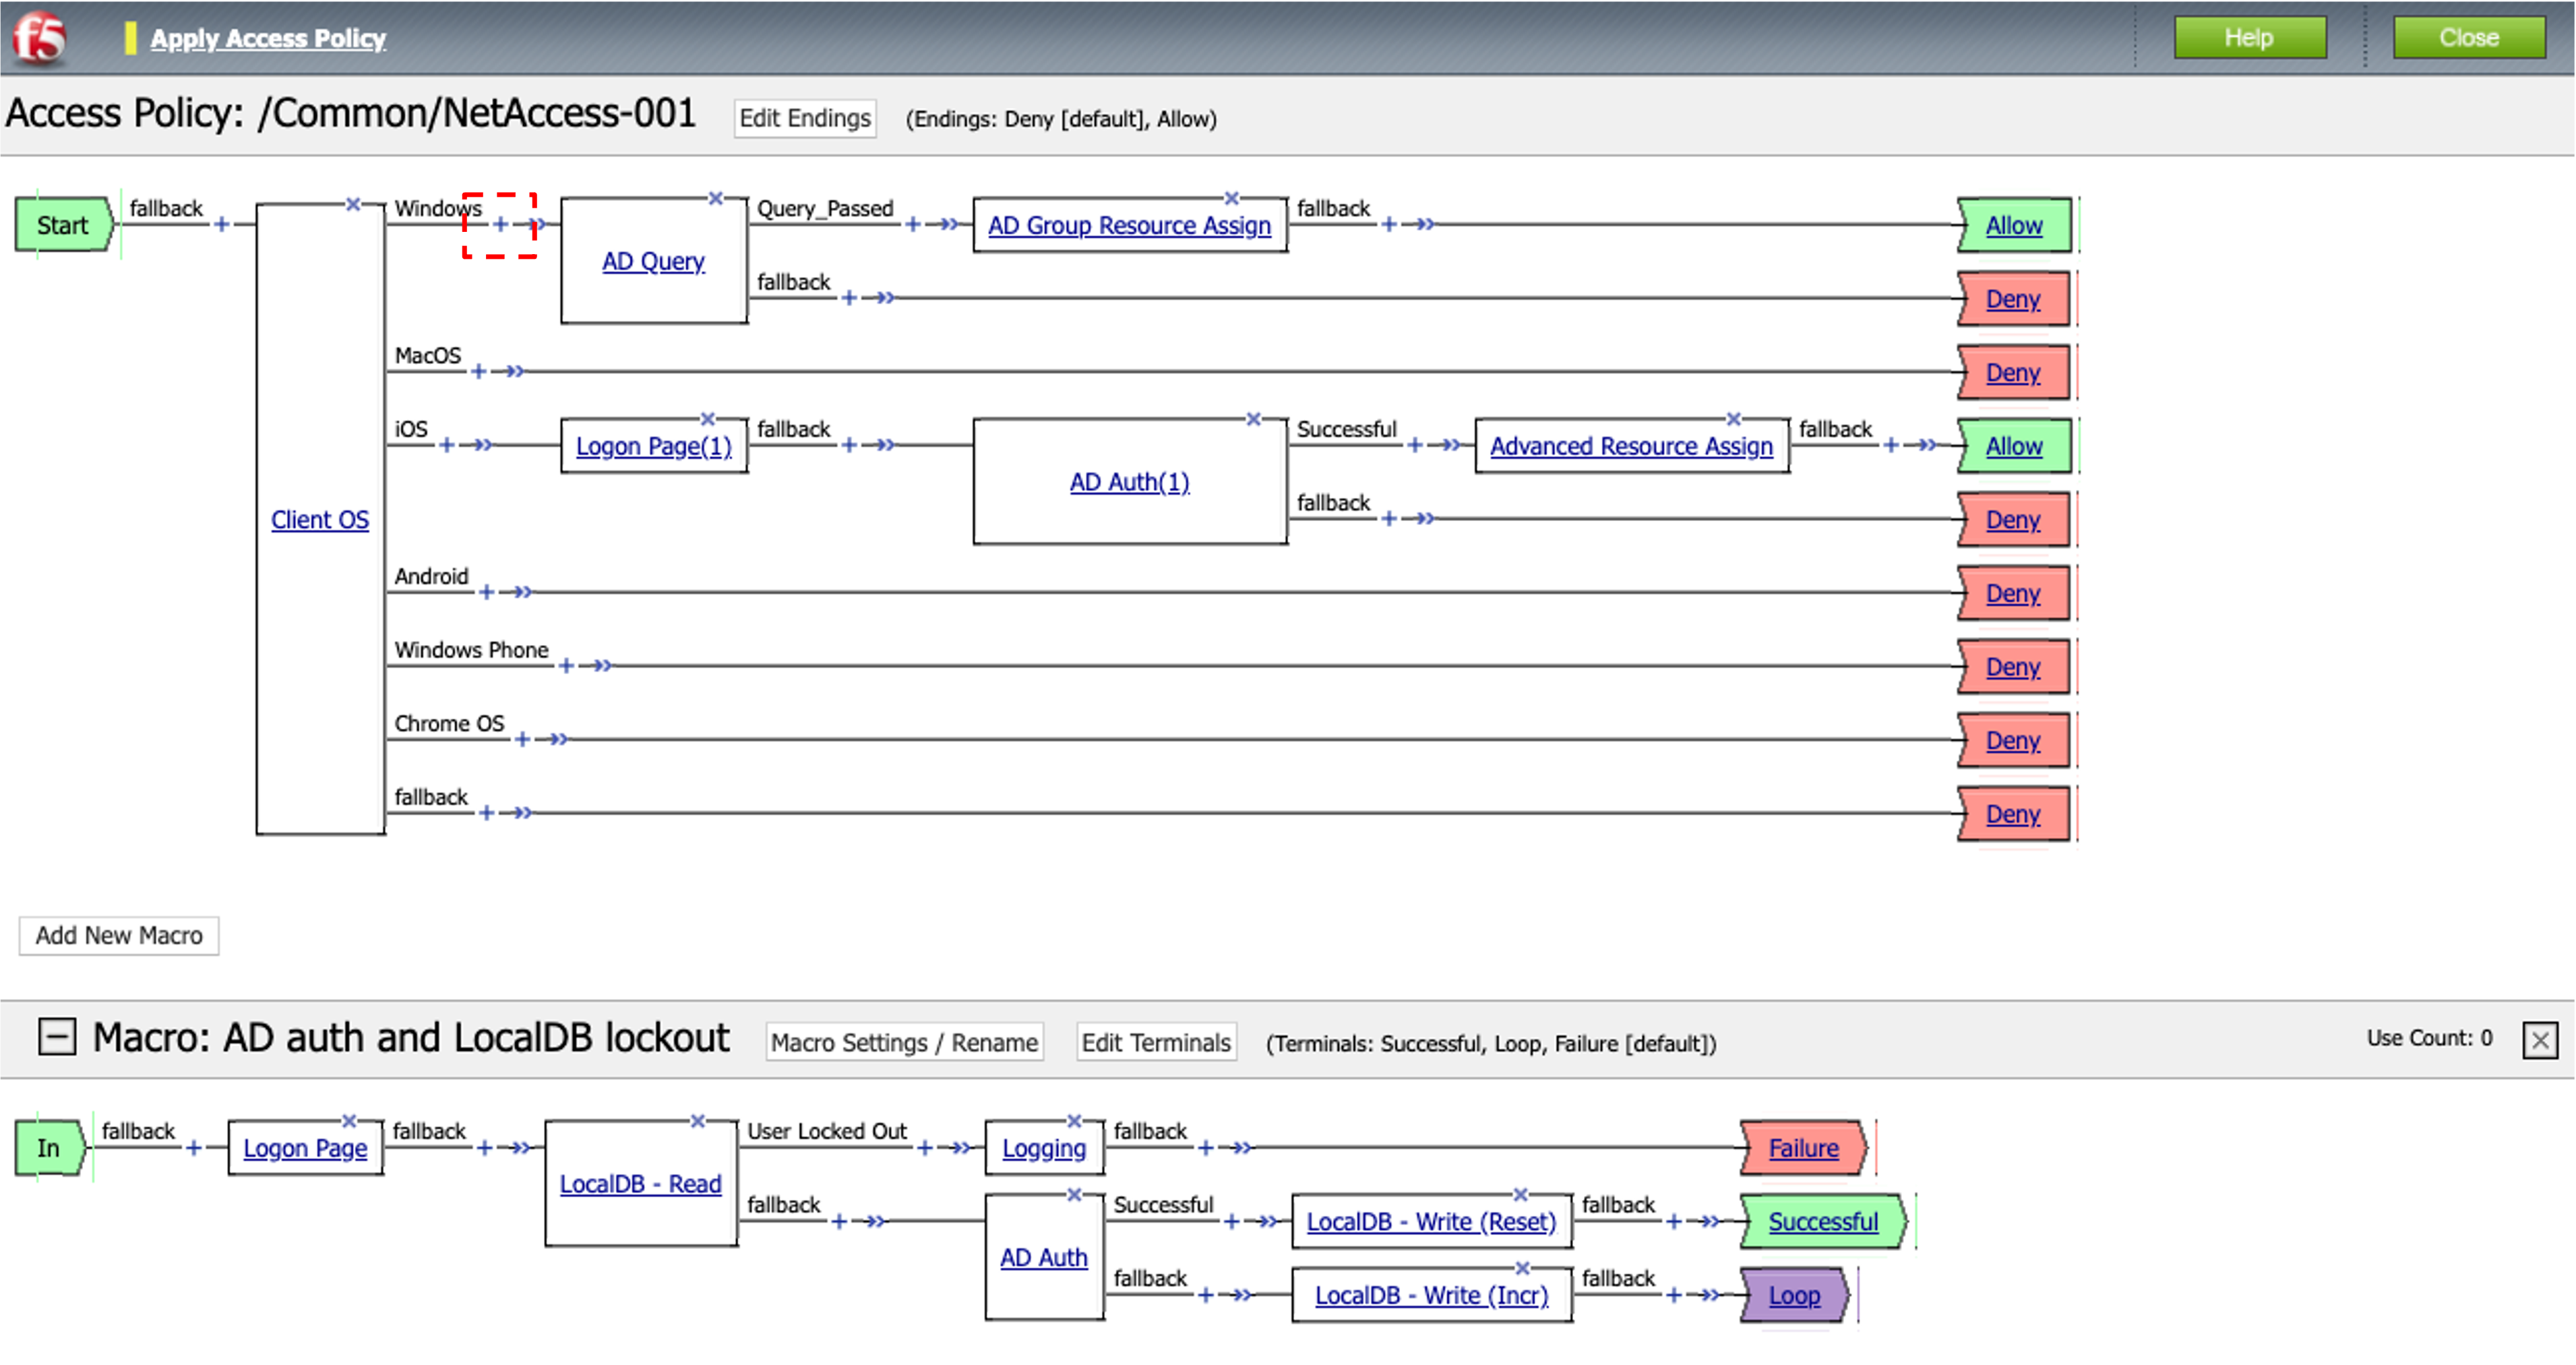 f5 Apply Access Policy Help Close
Access Policy: /Common/NetAccess-001 Edit Endings (Endings: Deny [default], Allow)
Start fallback + Windows + Query_Passed + AD Group Resource Assign fallback + Allow
AD Query
fallback + Deny
MacOS + Deny
iOS + Logon Page(1) fallback + Successful + Advanced Resource Assign fallback + Allow
AD Auth(1)
Client OS fallback + Deny
Android + Deny
Windows Phone + Deny
Chrome OS + Deny
fallback + Deny
Add New Macro
Macro: AD auth and LocalDB lockout Macro Settings / Rename Edit Terminals (Terminals: Successful, Loop, Failure [default]) Use Count: 0
In fallback + Logon Page fallback + User Locked Out + Logging fallback + Failure
LocalDB - Read
fallback + Successful + LocalDB - Write (Reset) fallback + Successful
AD Auth
fallback + LocalDB - Write (Incr) fallback + Loop